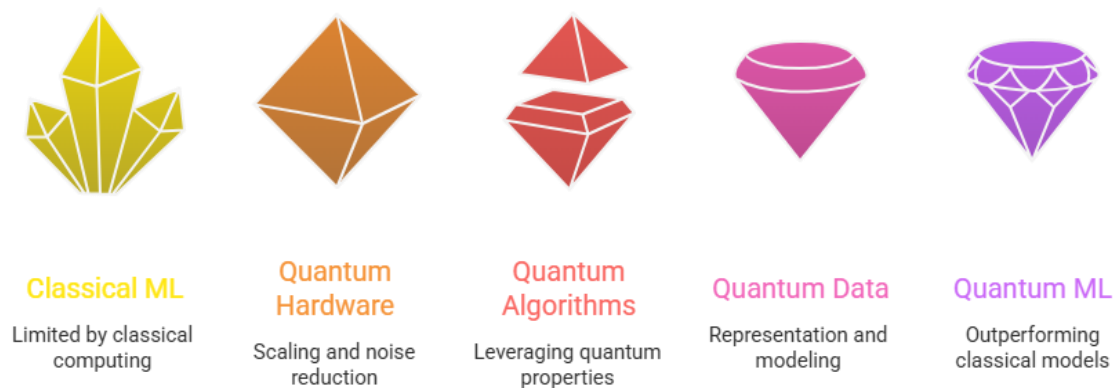 Classical ML
Limited by classical
computing
Quantum
Hardware
Scaling and noise
reduction
Quantum
Algorithms
Leveraging quantum
properties
Quantum Data
Representation and
modeling
Quantum ML
Outperforming
classical models